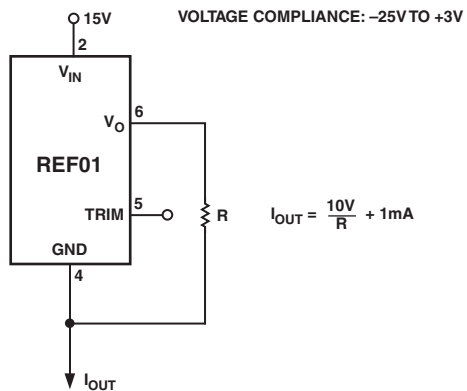 15V
VOLTAGE COMPLIANCE: –25V TO +3V
2
VIN
6
VO
REF01
5
TRIM
R
IOUT = 10V/R + 1mA
GND
4
IOUT